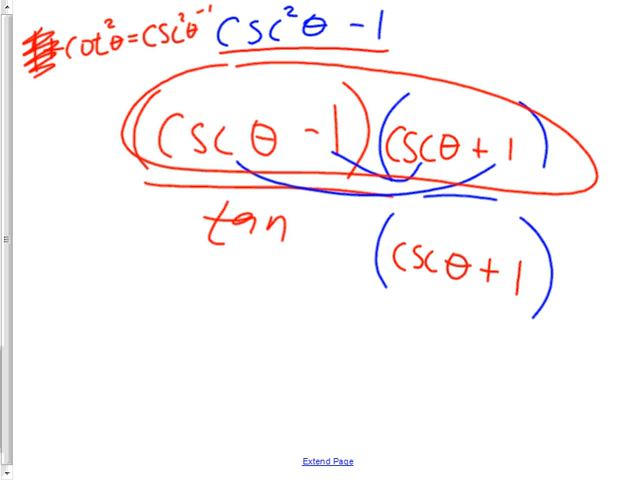 cot²θ = csc²θ⁻¹ csc²θ - 1
(cscθ - 1)(cscθ + 1)
tan (cscθ + 1)
Extend Page